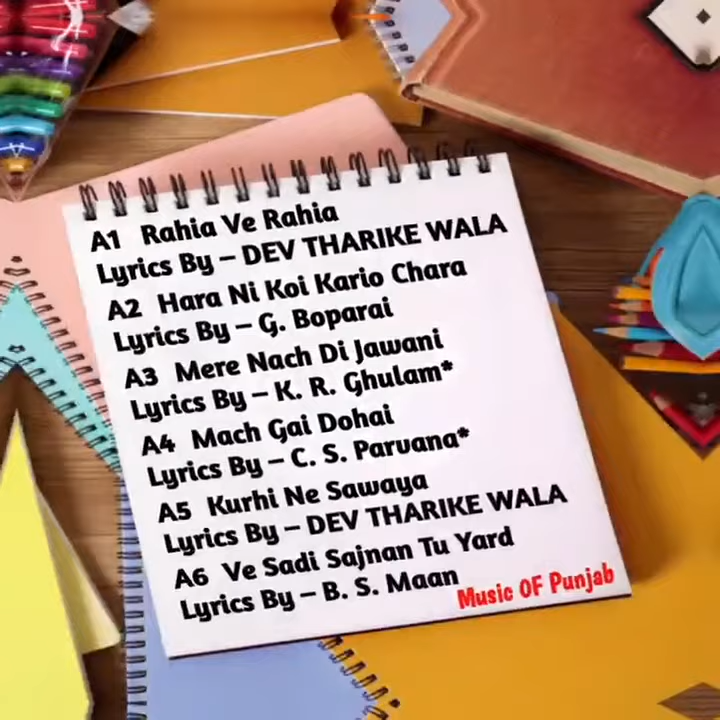 A1 Rahia Ve Rahia
Lyrics By – DEV THARIKE WALA
A2 Hara Ni Koi Kario Chara
Lyrics By – G. Boparai
A3 Mere Nach Di Jawani
Lyrics By – K. R. Ghulam*
A4 Mach Gai Dohai
Lyrics By – C. S. Parvana*
A5 Kurhi Ne Sawaya
Lyrics By – DEV THARIKE WALA
A6 Ve Sadi Sajnan Tu Yard
Lyrics By – B. S. Maan
Music OF Punjab